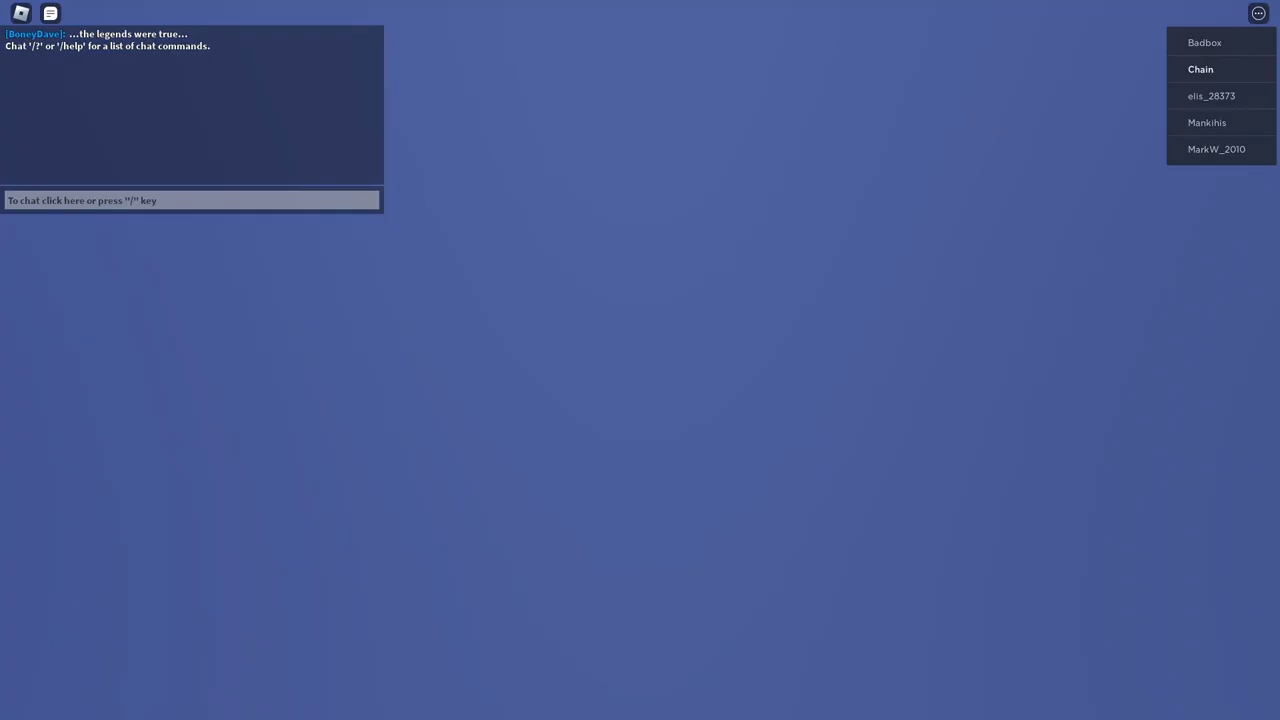 [BoneyDave]: ...the legends were true...
Chat '/?' or '/help' for a list of chat commands.
To chat click here or press "/" key
Badbox
Chain
elis_28373
Mankihis
MarkW_2010